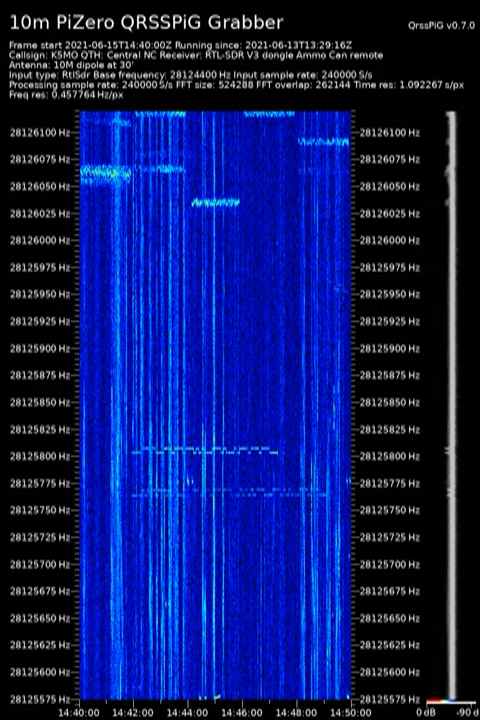 10m PiZero QRSSPiG Grabber
QrssPiG v0.7.0
Frame start 2021-06-15T14:40:00Z Running since: 2021-06-13T13:29:16Z
Callsign: K5MO QTH: Central NC Receiver: RTL-SDR V3 dongle Ammo Can remote
Antenna: 10M dipole at 30'
Input type: RtlSdr Base frequency: 28124400 Hz Input sample rate: 240000 S/s
Processing sample rate: 240000 S/s FFT size: 524288 FFT overlap: 262144 Time res: 1.092267 s/px
Freq res: 0.457764 Hz/px
28126100 Hz 28126100 Hz
28126075 Hz 28126075 Hz
28126050 Hz 28126050 Hz
28126025 Hz 28126025 Hz
28126000 Hz 28126000 Hz
28125975 Hz 28125975 Hz
28125950 Hz 28125950 Hz
28125925 Hz 28125925 Hz
28125900 Hz 28125900 Hz
28125875 Hz 28125875 Hz
28125850 Hz 28125850 Hz
28125825 Hz 28125825 Hz
28125800 Hz 28125800 Hz
28125775 Hz 28125775 Hz
28125750 Hz 28125750 Hz
28125725 Hz 28125725 Hz
28125700 Hz 28125700 Hz
28125675 Hz 28125675 Hz
28125650 Hz 28125650 Hz
28125625 Hz 28125625 Hz
28125600 Hz 28125600 Hz
28125575 Hz 28125575 Hz
14:40:00 14:42:00 14:44:00 14:46:00 14:48:00 14:50:00 0 dB -90 d